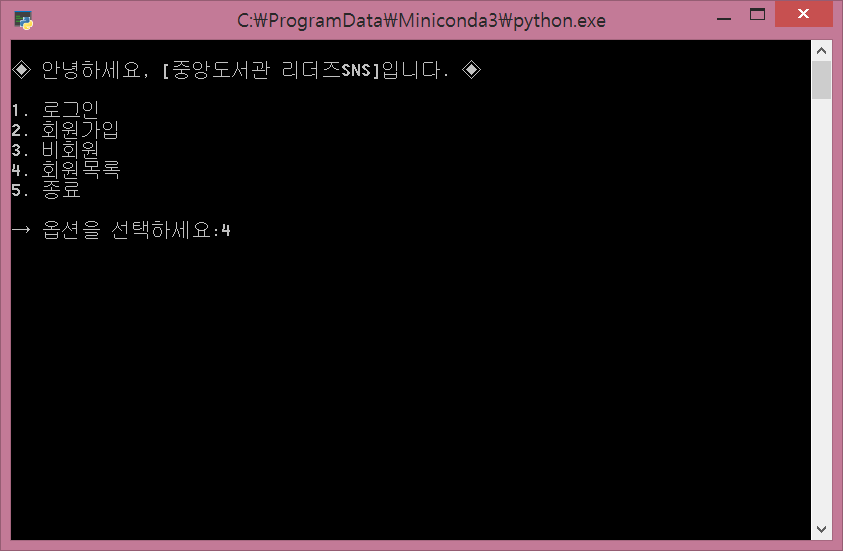 C:₩ProgramData₩Miniconda3₩python.exe
◈ 안녕하세요, [중앙도서관 리더즈SNS]입니다. ◈
1. 로그인
2. 회원가입
3. 비회원
4. 회원목록
5. 종료
→ 옵션을 선택하세요:4